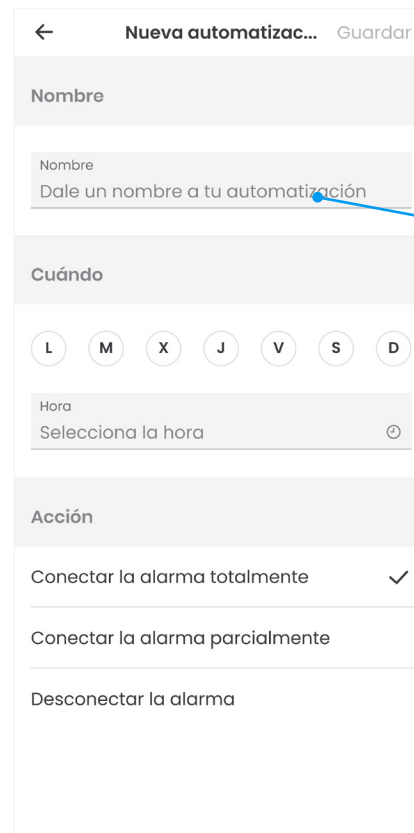 Nueva automatizac... Guardar
Nombre
Nombre
Dale un nombre a tu automatización
Cuándo
L M X J V S D
Hora
Selecciona la hora
Acción
Conectar la alarma totalmente
Conectar la alarma parcialmente
Desconectar la alarma